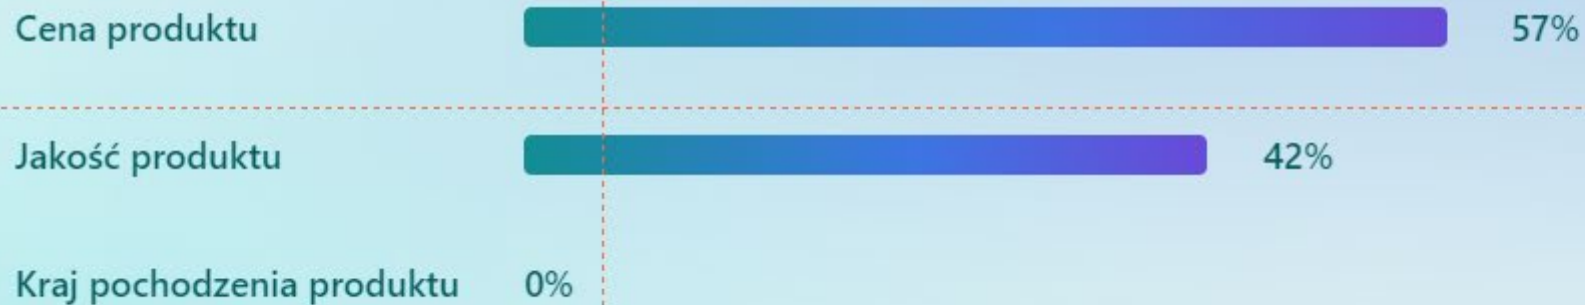 Cena produktu 57%
Jakość produktu 42%
Kraj pochodzenia produktu 0%